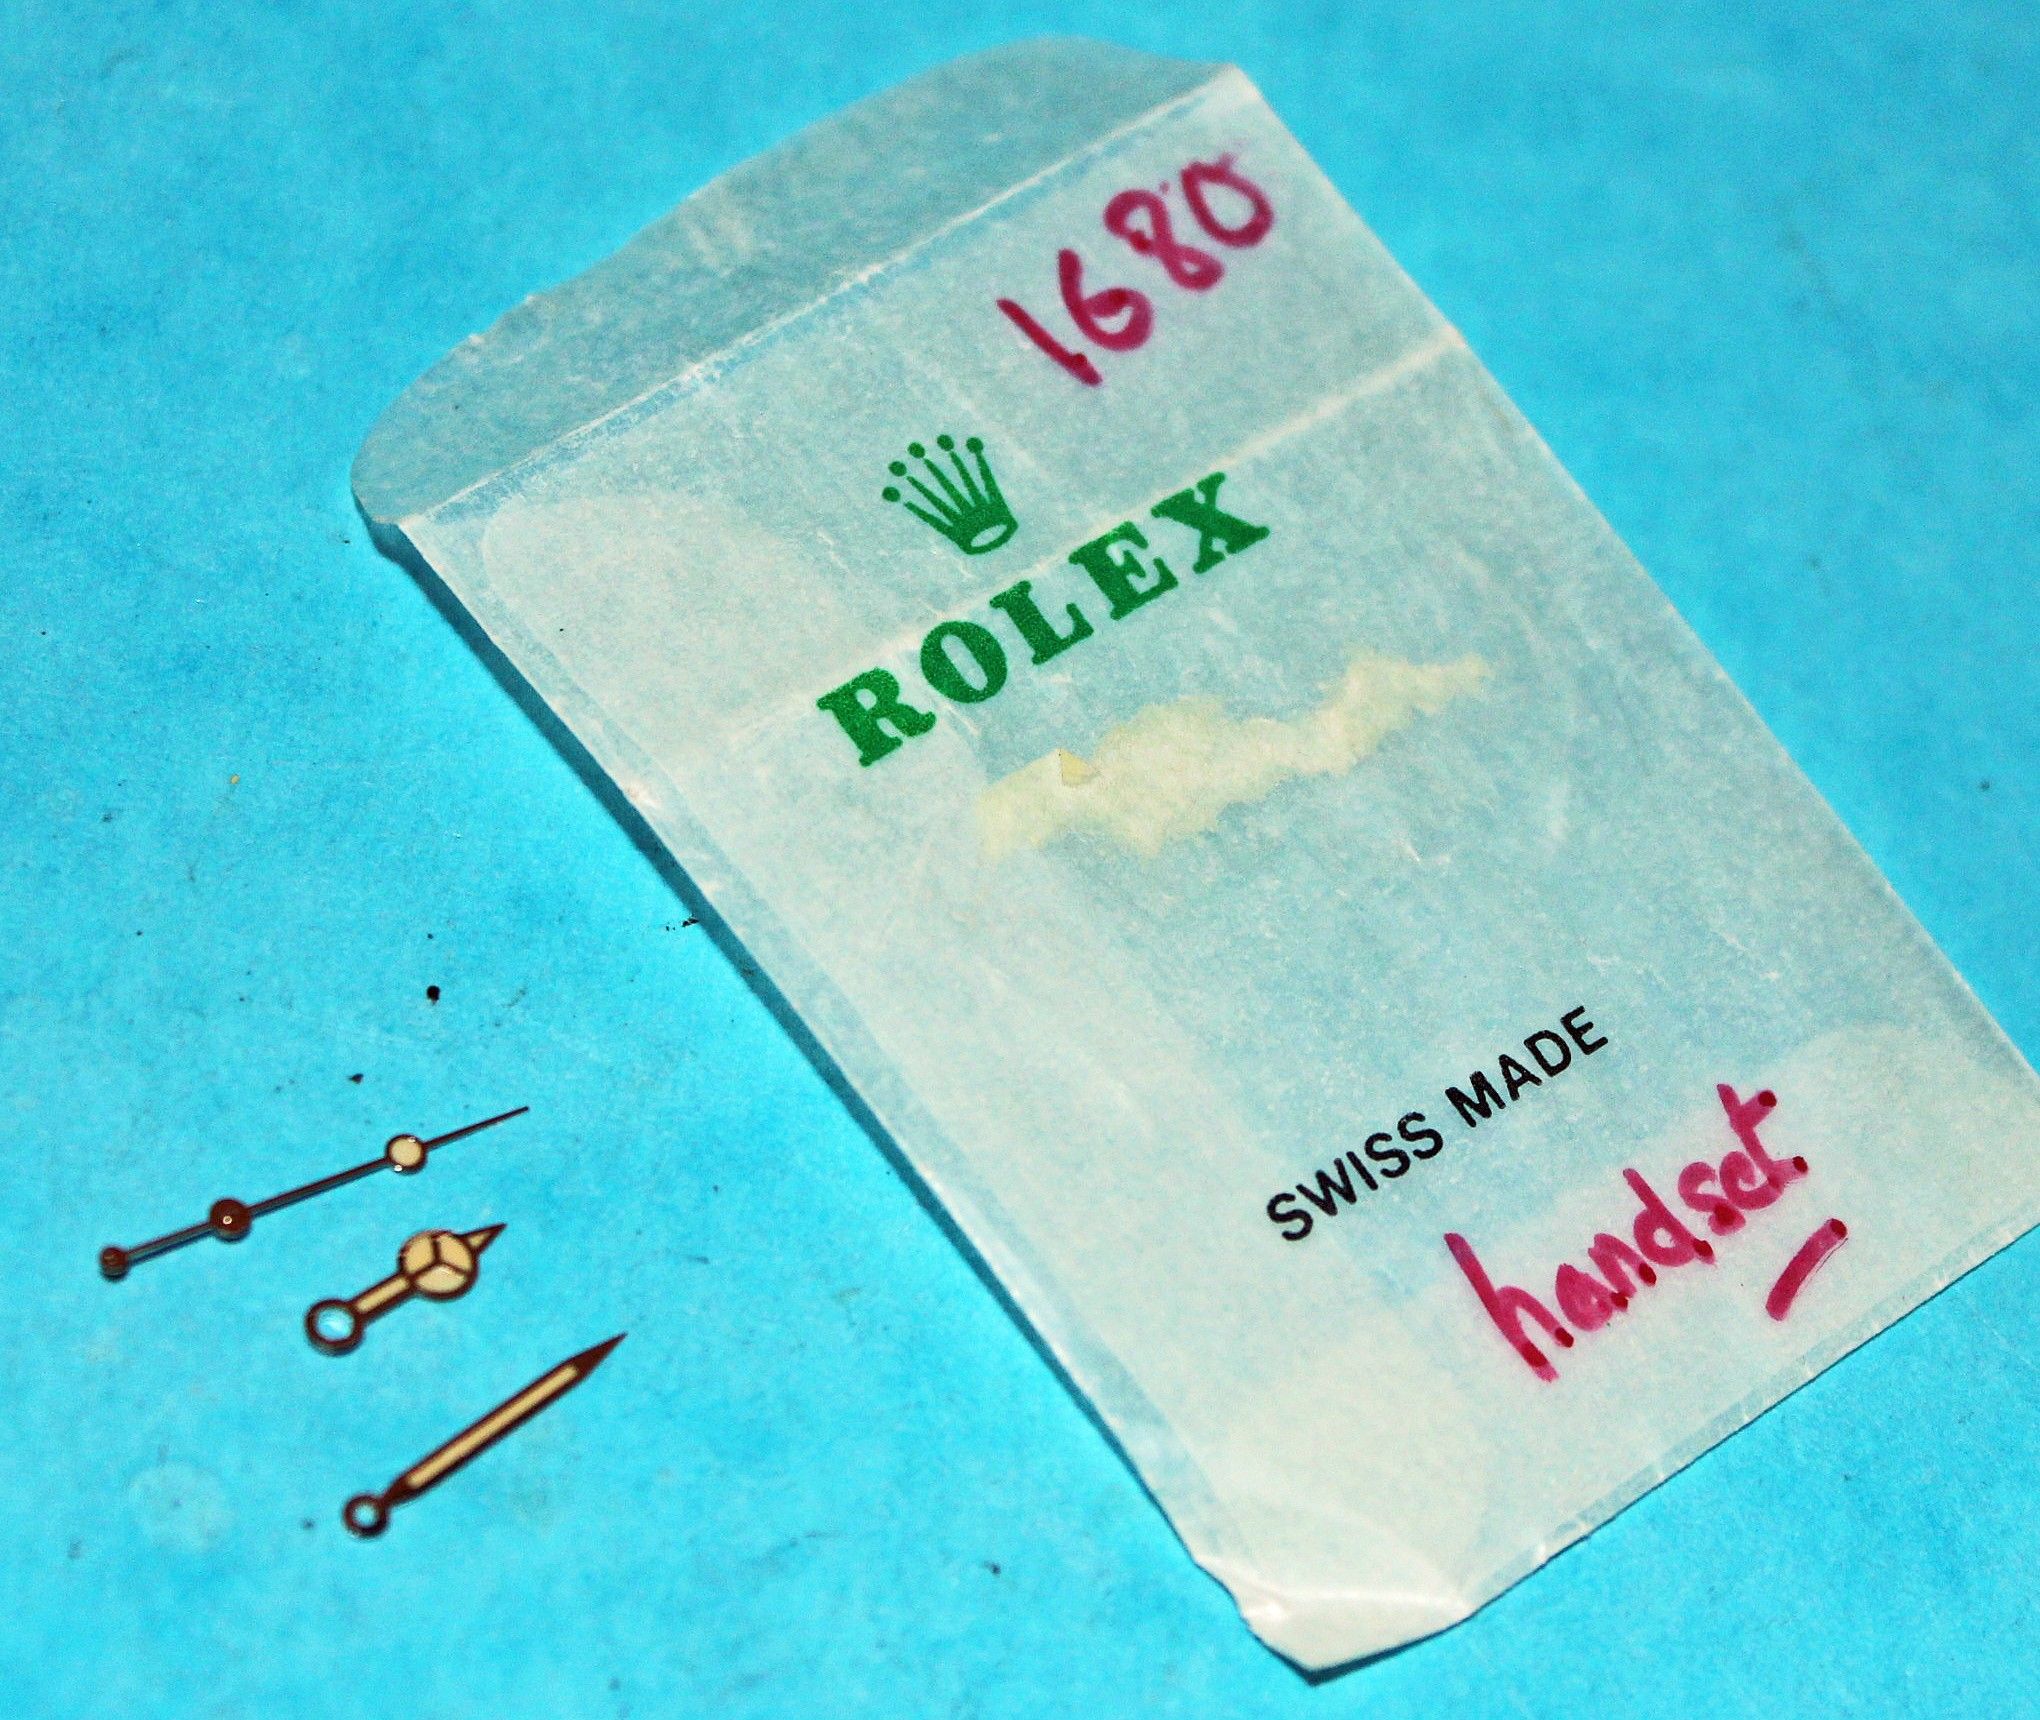 1680
ROLEX
SWISS MADE
handset